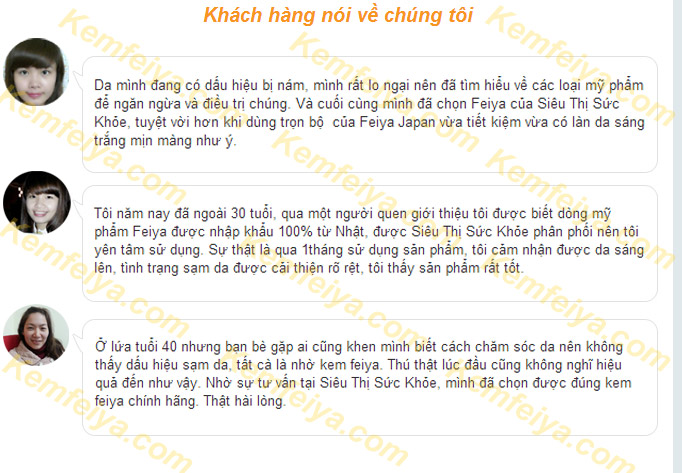 Khách hàng nói về chúng tôi
Da mình đang có dấu hiệu bị nám, mình rất lo ngại nên đã tìm hiểu về các loại mỹ phẩm
để ngăn ngừa và điều trị chúng. Và cuối cùng mình đã chọn Feiya của Siêu Thị Sức
Khỏe, tuyệt vời hơn khi dùng trọn bộ của Feiya Japan vừa tiết kiệm vừa có làn da sáng
trắng mịn màng như ý.
Tôi năm nay đã ngoài 30 tuổi, qua một người quen giới thiệu tôi được biết dòng mỹ
phẩm Feiya được nhập khẩu 100% từ Nhật, được Siêu Thị Sức Khỏe phân phối nên tôi
yên tâm sử dụng. Sự thật là qua 1tháng sử dụng sản phẩm, tôi cảm nhận được da sáng
lên, tình trạng sạm da được cải thiện rõ rệt, tôi thấy sản phẩm rất tốt.
Ở lứa tuổi 40 nhưng bạn bè gặp ai cũng khen mình biết cách chăm sóc da nên không
thấy dấu hiệu sạm da, tất cả là nhờ kem feiya. Thú thật lúc đầu cũng không nghĩ hiệu
quả đến như vậy. Nhờ sự tư vấn tại Siêu Thị Sức Khỏe, mình đã chọn được đúng kem
feiya chính hãng. Thật hài lòng.
Kemfeiya.com
Kemfeiya.com
Kemfeiya.com
Kemfeiya.com
Kemfeiya.com
Kemfeiya.com
Kemfeiya.com
Kemfeiya.com
Kemfeiya.com
Kemfeiya.com
Kemfeiya.com